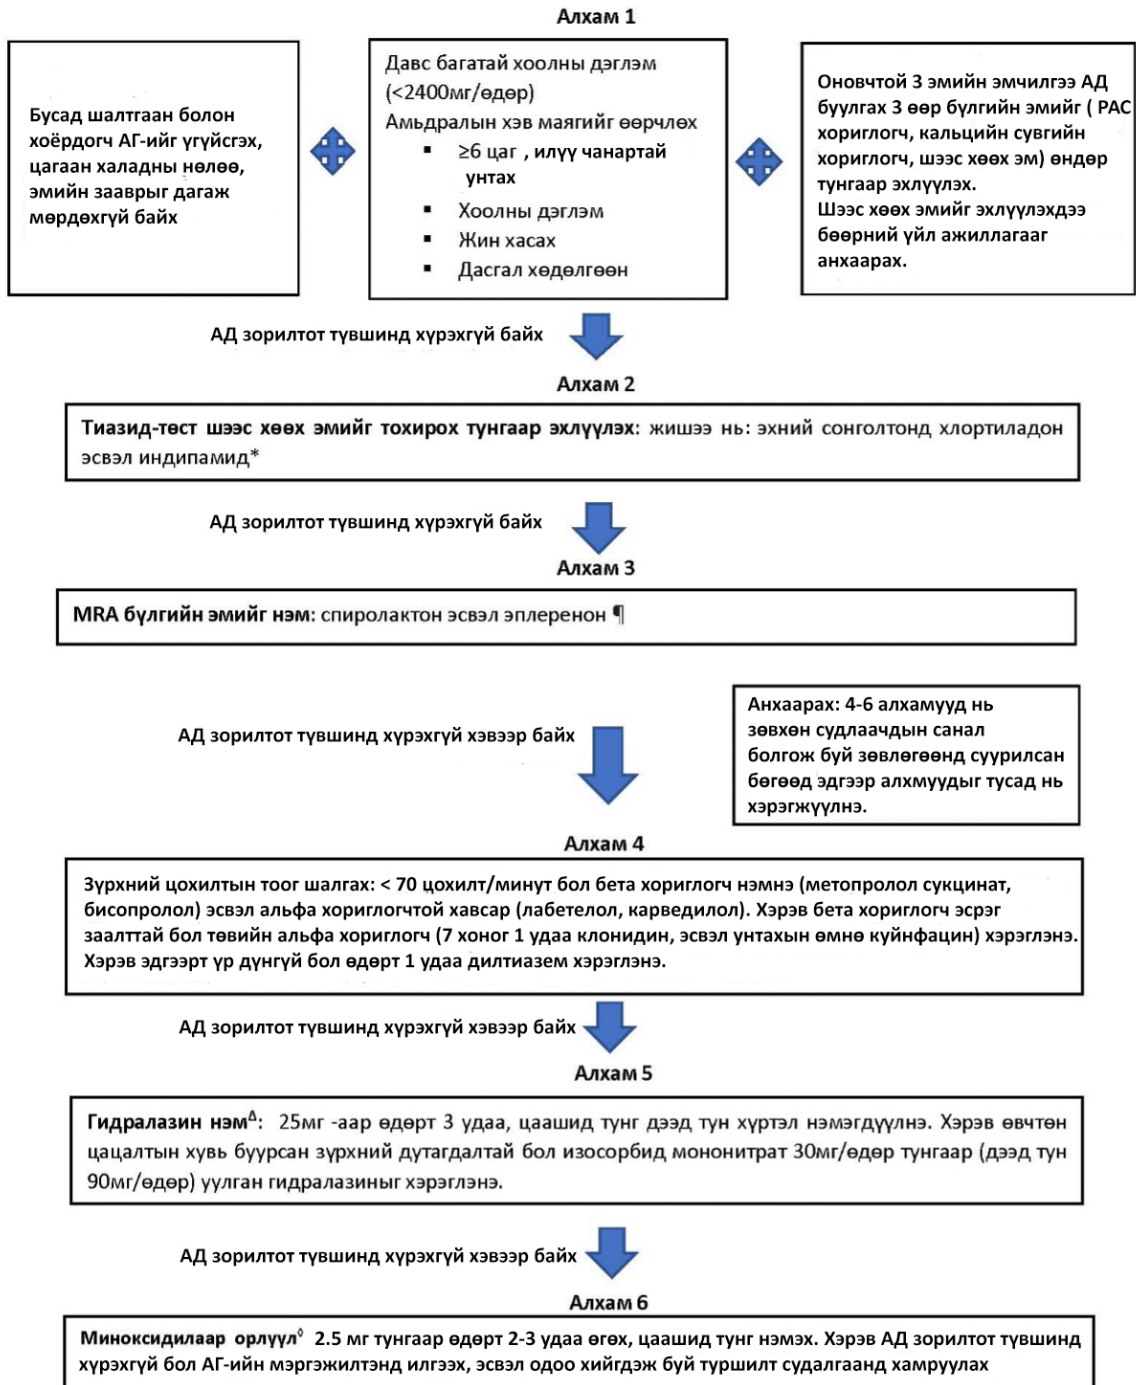 Алхам 1
Бусад шалтгаан болон
хоёрдогч АГ-ийг үгүйсгэх,
цагаан халадны нөлөө,
эмийн зааврыг дагаж
мөрдөхгүй байх
Давс багатай хоолны дэглэм
(<2400мг/өдөр)
Амьдралын хэв маягийг өөрчлөх
▪ ≥6 цаг , илүү чанартай
унтах
▪ Хоолны дэглэм
▪ Жин хасах
▪ Дасгал хөдөлгөөн
Оновчтой 3 эмийн эмчилгээ АД
буулгах 3 өөр бүлгийн эмийг ( РАС
хориглогч, кальцийн сувгийн
хориглогч, шээс хөөх эм) өндөр
тунгаар эхлүүлэх.
Шээс хөөх эмийг эхлүүлэхдээ
бөөрний үйл ажиллагааг
анхаарах.
АД зорилтот түвшинд хүрэхгүй байх
Алхам 2
Тиазид-төст шээс хөөх эмийг тохирох тунгаар эхлүүлэх: жишээ нь: эхний сонголтонд хлортиладон
эсвэл индипамид*
АД зорилтот түвшинд хүрэхгүй байх
Алхам 3
MRA бүлгийн эмийг нэм: спиролактон эсвэл эплеренон ¶
АД зорилтот түвшинд хүрэхгүй хэвээр байх
Анхаарах: 4-6 алхамууд нь
зөвхөн судлаачдын санал
болгож буй зөвлөгөөнд суурилсан
бөгөөд эдгээр алхмуудыг тусад нь
хэрэгжүүлнэ.
Алхам 4
Зүрхний цохилтын тоог шалгах: < 70 цохилт/минут бол бета хориглогч нэмнэ (метопролол сукцинат,
бисопролол) эсвэл альфа хориглогчтой хавсар (лабетелол, карведилол). Хэрэв бета хориглогч эсрэг
заалттай бол төвийн альфа хориглогч (7 хоног 1 удаа клонидин, эсвэл унтахын өмнө куйнфацин) хэрэглэнэ.
Хэрэв эдгээрт үр дүнгүй бол өдөрт 1 удаа дилтиазем хэрэглэнэ.
АД зорилтот түвшинд хүрэхгүй хэвээр байх
Алхам 5
Гидралазин нэм<sup>Δ</sup>: 25мг -аар өдөрт 3 удаа, цаашид тунг дээд тун хүртэл нэмэгдүүлнэ. Хэрэв өвчтөн
цацалтын хувь буурсан зүрхний дутагдалтай бол изосорбид мононитрат 30мг/өдөр тунгаар (дээд тун
90мг/өдөр) уулган гидралазиныг хэрэглэнэ.
АД зорилтот түвшинд хүрэхгүй хэвээр байх
Алхам 6
Миноксидилаар орлуул<sup>◊</sup> 2.5 мг тунгаар өдөрт 2-3 удаа өгөх, цаашид тунг нэмэх. Хэрэв АД зорилтот түвшинд
хүрэхгүй бол АГ-ийн мэргэжилтэнд илгээх, эсвэл одоо хийгдэж буй туршилт судалгаанд хамруулах